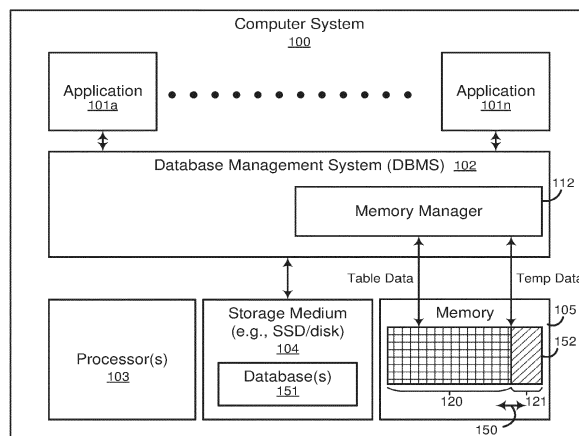 Computer System
100
Application
101a
Application
101n
Database Management System (DBMS) 102
112
Memory Manager
Table Data
Temp Data
Processor(s)
103
Storage Medium
(e.g., SSD/disk)
104
Database(s)
151
Memory
105
152
120
121
150